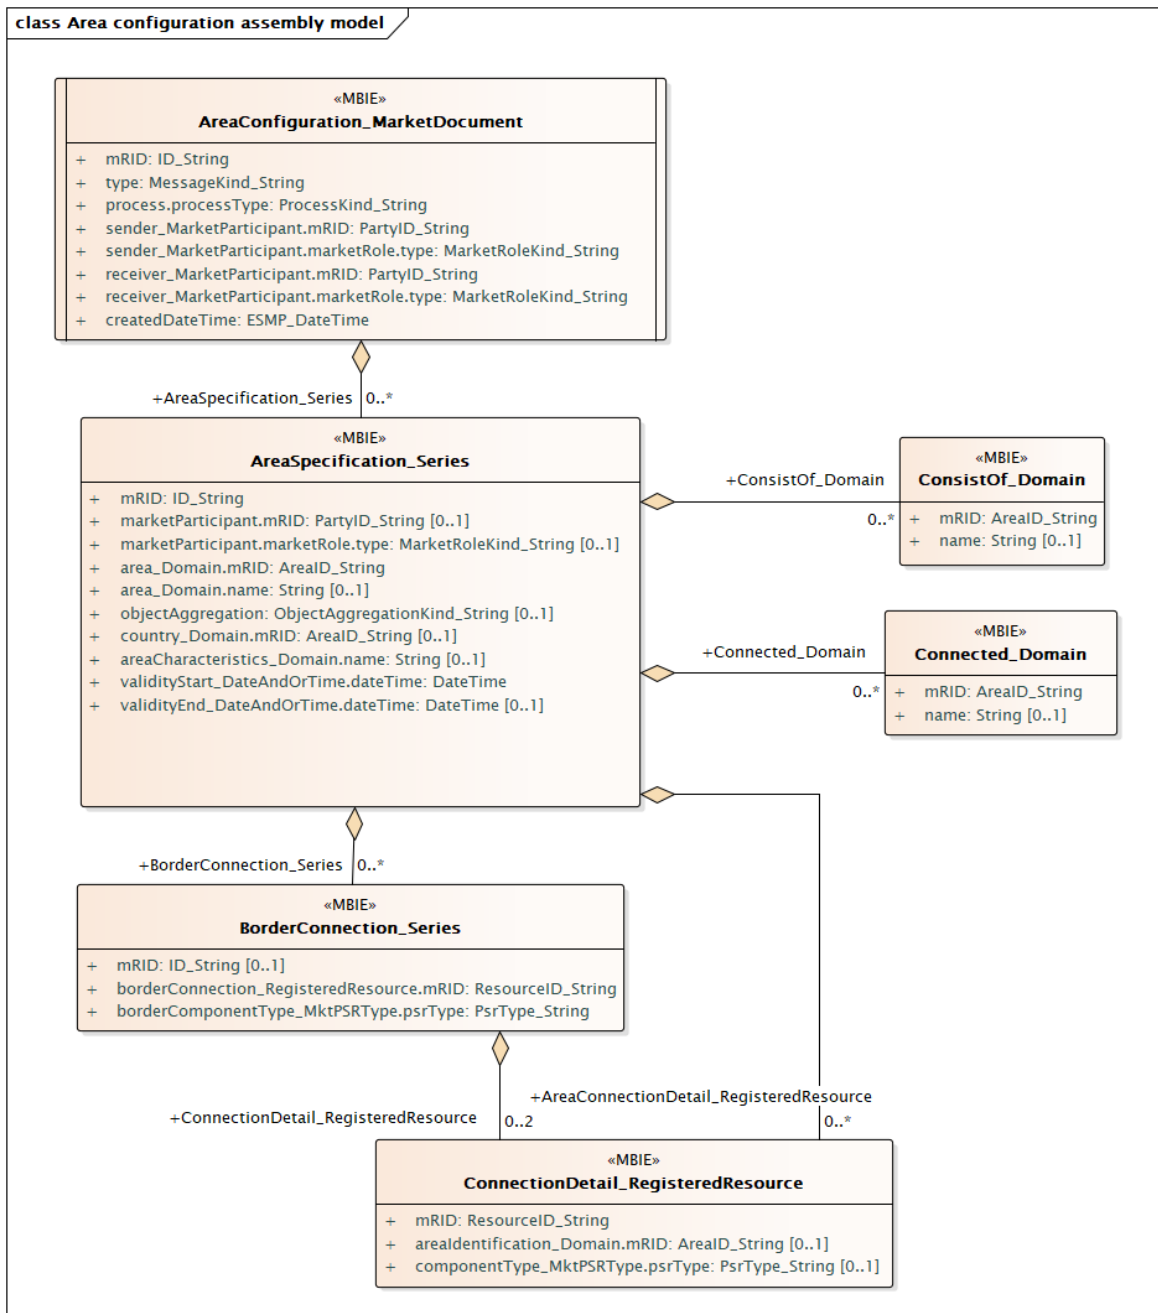 class Area configuration assembly model
«MBIE»
AreaConfiguration_MarketDocument
+ mRID: ID_String
+ type: MessageKind_String
+ process.processType: ProcessKind_String
+ sender_MarketParticipant.mRID: PartyID_String
+ sender_MarketParticipant.marketRole.type: MarketRoleKind_String
+ receiver_MarketParticipant.mRID: PartyID_String
+ receiver_MarketParticipant.marketRole.type: MarketRoleKind_String
+ createdDateTime: ESMP_DateTime
+AreaSpecification_Series 0..*
«MBIE»
AreaSpecification_Series
+ mRID: ID_String
+ marketParticipant.mRID: PartyID_String [0..1]
+ marketParticipant.marketRole.type: MarketRoleKind_String [0..1]
+ area_Domain.mRID: AreaID_String
+ area_Domain.name: String [0..1]
+ objectAggregation: ObjectAggregationKind_String [0..1]
+ country_Domain.mRID: AreaID_String [0..1]
+ areaCharacteristics_Domain.name: String [0..1]
+ validityStart_DateAndOrTime.dateTime: DateTime
+ validityEnd_DateAndOrTime.dateTime: DateTime [0..1]
+ConsistOf_Domain
0..*
«MBIE»
ConsistOf_Domain
+ mRID: AreaID_String
+ name: String [0..1]
+Connected_Domain
0..*
«MBIE»
Connected_Domain
+ mRID: AreaID_String
+ name: String [0..1]
+BorderConnection_Series 0..*
«MBIE»
BorderConnection_Series
+ mRID: ID_String [0..1]
+ borderConnection_RegisteredResource.mRID: ResourceID_String
+ borderComponentType_MktPSRType.psrType: PsrType_String
+AreaConnectionDetail_RegisteredResource
0..*
+ConnectionDetail_RegisteredResource
0..2
«MBIE»
ConnectionDetail_RegisteredResource
+ mRID: ResourceID_String
+ areaIdentification_Domain.mRID: AreaID_String [0..1]
+ componentType_MktPSRType.psrType: PsrType_String [0..1]